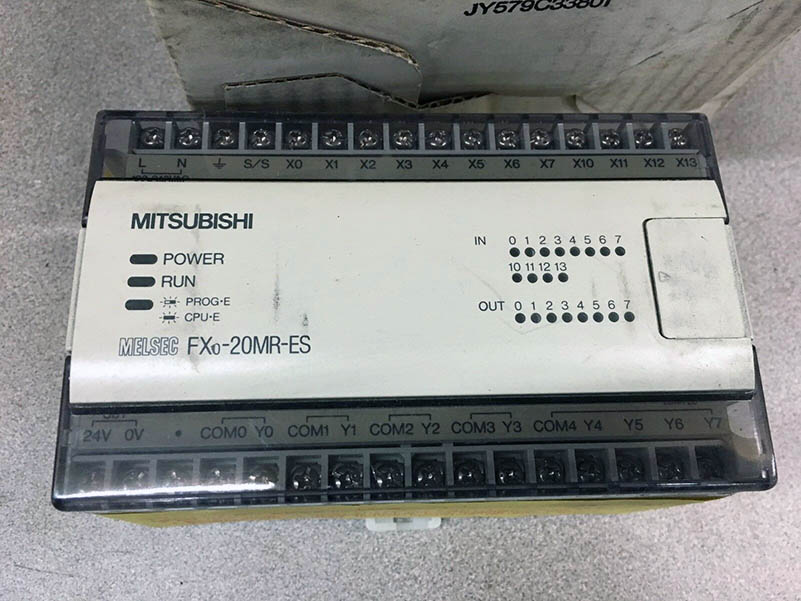 JY579C33801
L N ⏚ S/S X0 X1 X2 X3 X4 X5 X6 X7 X10 X11 X12 X13
MITSUBISHI
POWER
RUN
PROG·E
CPU·E
MELSEC FX0-20MR-ES
IN 0 1 2 3 4 5 6 7
10 11 12 13
OUT 0 1 2 3 4 5 6 7
24V 0V • COM0 Y0 COM1 Y1 COM2 Y2 COM3 Y3 COM4 Y4 Y5 Y6 Y7